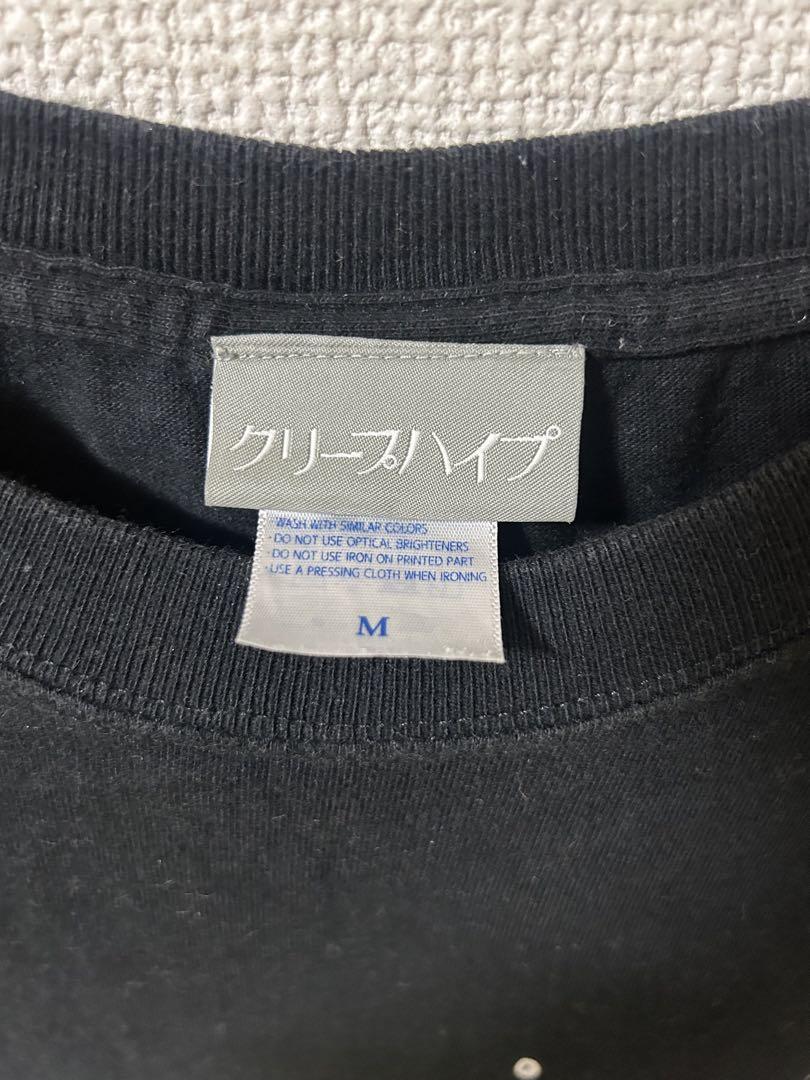 クリープハイプ
WASH WITH SIMILAR COLORS
・DO NOT USE OPTICAL BRIGHTENERS
・DO NOT USE IRON ON PRINTED PART
・USE A PRESSING CLOTH WHEN IRONING
M